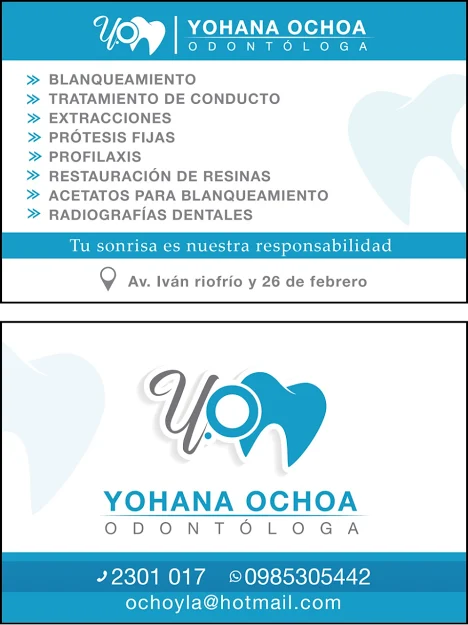 Y.O
YOHANA OCHOA
ODONTÓLOGA
BLANQUEAMIENTO
TRATAMIENTO DE CONDUCTO
EXTRACCIONES
PRÓTESIS FIJAS
PROFILAXIS
RESTAURACIÓN DE RESINAS
ACETATOS PARA BLANQUEAMIENTO
RADIOGRAFÍAS DENTALES
Tu sonrisa es nuestra responsabilidad
Av. Iván riofrío y 26 de febrero
Y.O
YOHANA OCHOA
ODONTÓLOGA
2301 017 0985305442
ochoyla@hotmail.com